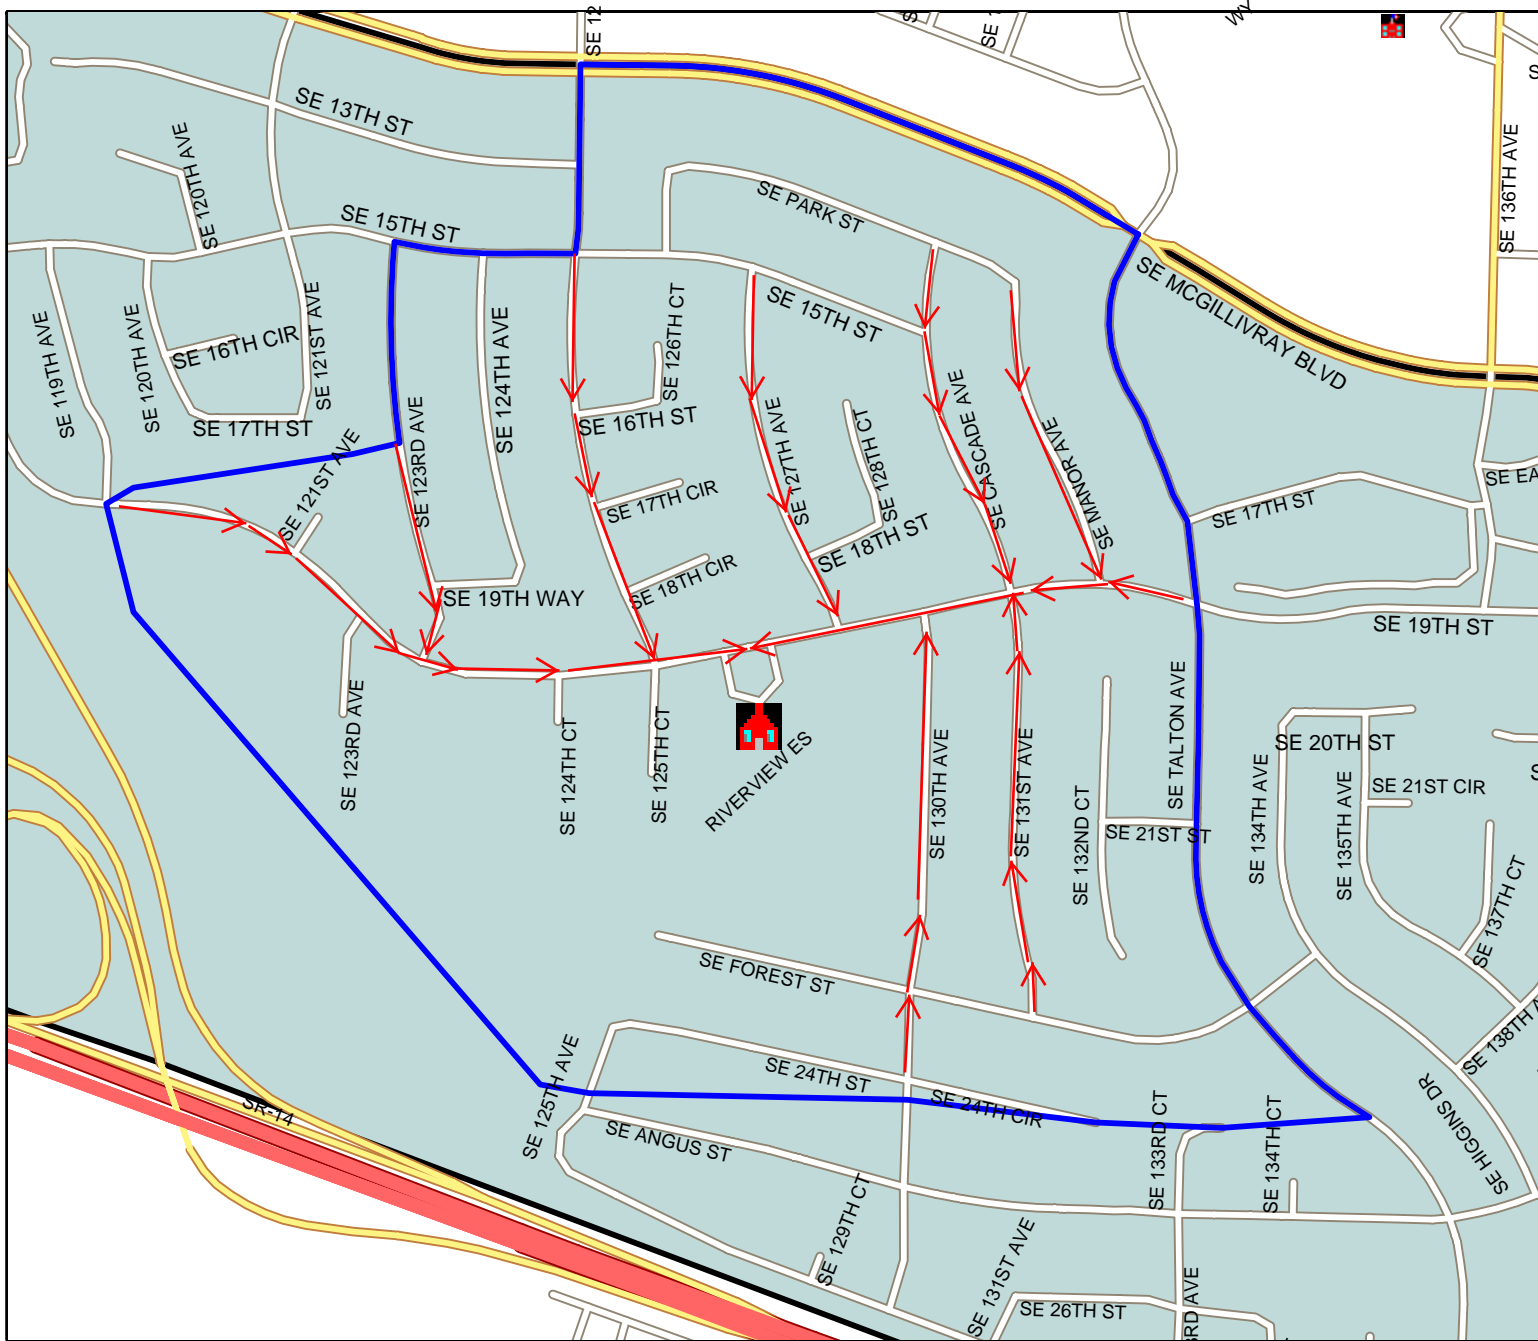 SE 12
SE 13TH ST
SE 136TH AVE
SE 120TH AVE
SE PARK ST
SE 15TH ST
SE MCGILLIVRAY BLVD
SE 15TH ST
SE 126TH CT
SE 121ST AVE
SE 124TH AVE
SE 119TH AVE
SE 120TH AVE
SE 16TH CIR
SE 17TH ST
SE 16TH ST
SE 123RD AVE
SE 127TH AVE
SE 128TH CT
SE CASCADE AVE
SE MANOR AVE
SE 121ST AVE
SE 17TH CIR
SE 17TH ST
SE EA
SE 18TH ST
SE 18TH CIR
SE 19TH WAY
SE 19TH ST
SE 123RD AVE
SE 124TH CT
SE 125TH CT
RIVERVIEW ES
SE 130TH AVE
SE 131ST AVE
SE 132ND CT
SE TALTON AVE
SE 21ST ST
SE 20TH ST
SE 134TH AVE
SE 135TH AVE
SE 21ST CIR
SE 137TH CT
SE FOREST ST
SE 138TH A
SE 24TH ST
SE 24TH CIR
SE 125TH AVE
SR-14
SE ANGUS ST
SE 133RD CT
SE 134TH CT
SE HIGGINS DR
SE 129TH CT
SE 131ST AVE
SE 26TH ST
3RD AVE